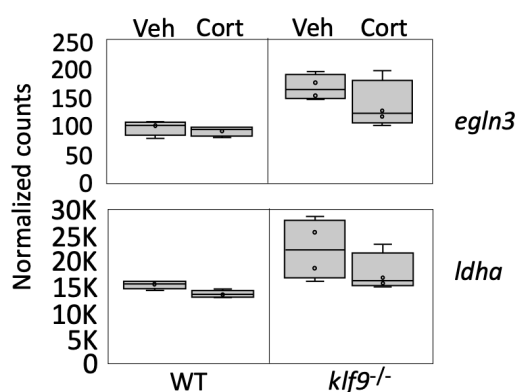 Veh Cort Veh Cort
Normalized counts
250
200
150
100
50
0
egln3
30K
25K
20K
15K
10K
5K
0
ldha
WT klf9-/-